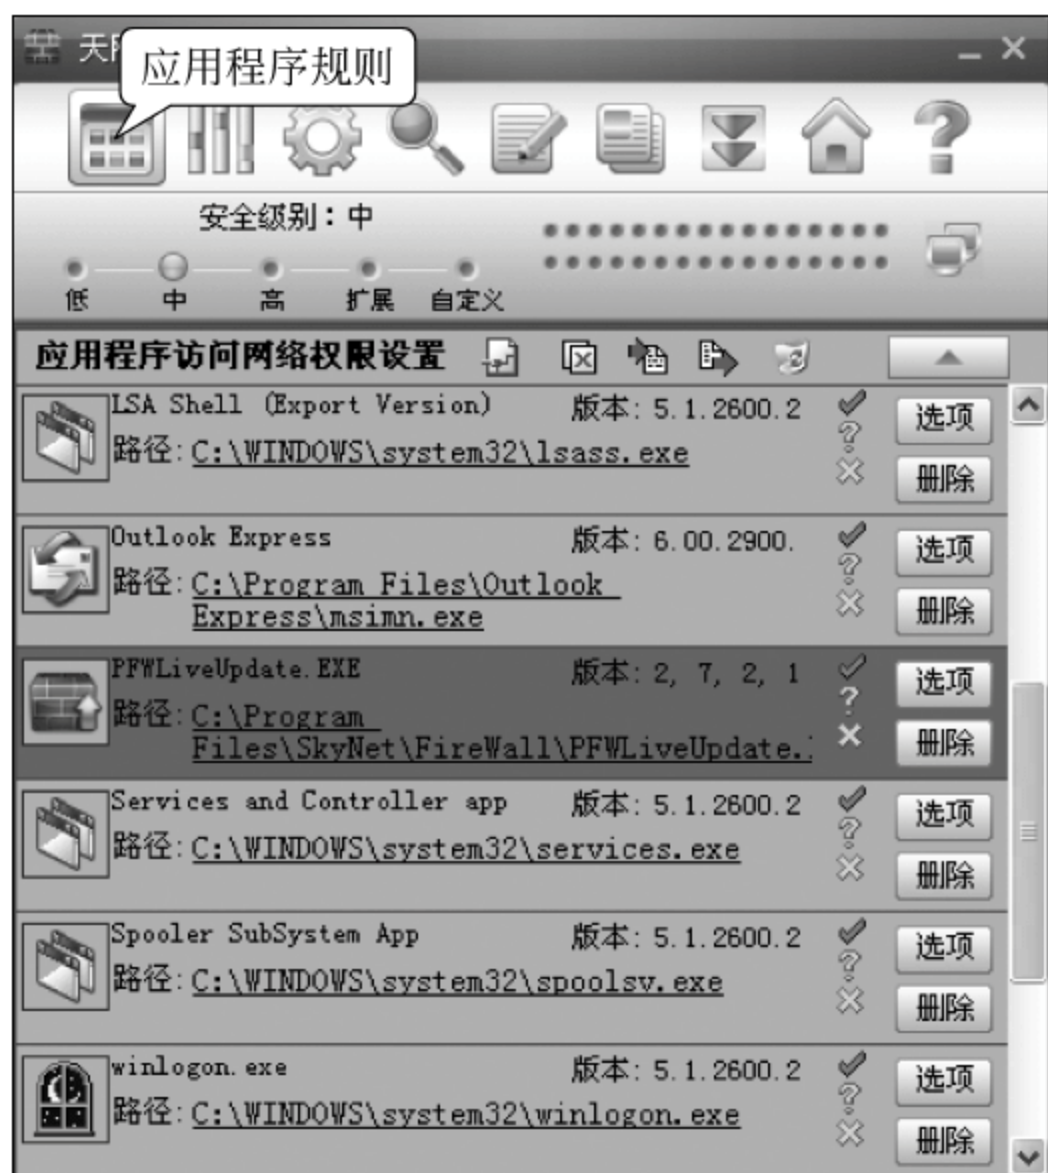 天
应用程序规则
安全级别：中
低 中 高 扩展 自定义
应用程序访问网络权限设置
LSA Shell (Export Version) 版本: 5.1.2600.2 选项
路径: C:\WINDOWS\system32\lsass.exe 删除
Outlook Express 版本: 6.00.2900. 选项
路径: C:\Program Files\Outlook
Express\msimn.exe 删除
PFWLiveUpdate.EXE 版本: 2, 7, 2, 1 选项
路径: C:\Program
Files\SkyNet\FireWall\PFWLiveUpdate. 删除
Services and Controller app 版本: 5.1.2600.2 选项
路径: C:\WINDOWS\system32\services.exe 删除
Spooler SubSystem App 版本: 5.1.2600.2 选项
路径: C:\WINDOWS\system32\spoolsv.exe 删除
winlogon.exe 版本: 5.1.2600.2 选项
路径: C:\WINDOWS\system32\winlogon.exe 删除